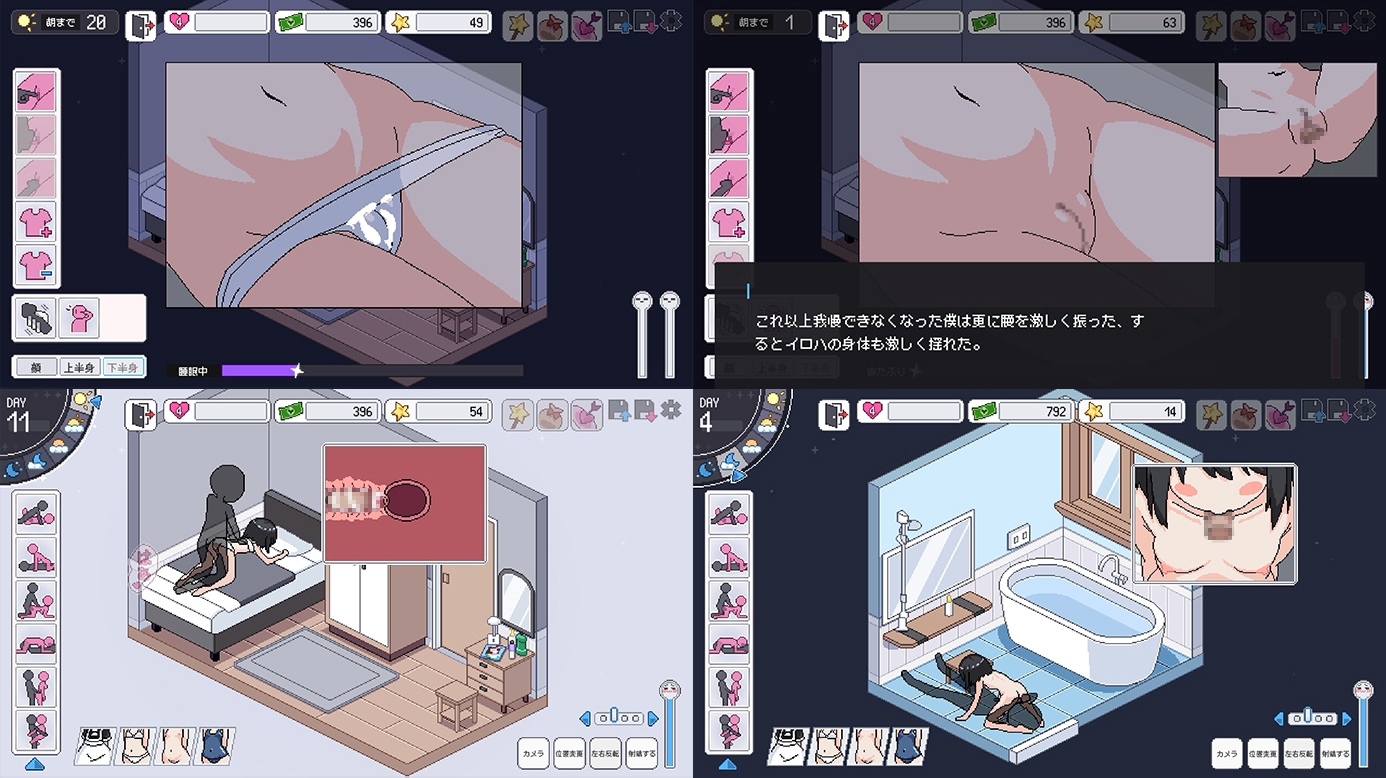 朝まで 20
4
396
49
顔
上半身
下半身
睡眠中
朝まで 1
4
396
63
これ以上我慢できなくなった僕は更に腰を激しく振った、す
るとイロハの身体も激しく揺れた。
DAY
11
4
396
54
カメラ
位置変更
左右反転
射精する
DAY
4
4
792
14
カメラ
位置変更
左右反転
射精する